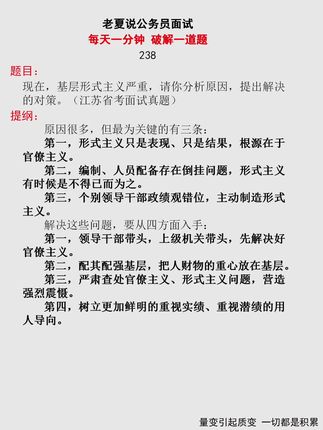 老夏说公务员面试
每天一分钟 破解一道题
238
题目:
现在，基层形式主义严重，请你分析原因，提出解决
的对策。（江苏省考面试真题）
提纲:
原因很多，但最为关键的有三条:
第一，形式主义只是表现、只是结果，根源在于
官僚主义。
第二，编制、人员配备存在倒挂问题，形式主义
有时候是不得已而为之。
第三，个别领导干部政绩观错位，主动制造形式
主义。
解决这些问题，要从四方面入手:
第一，领导干部带头，上级机关带头，先解决好
官僚主义。
第二，配其配强基层，把人财物的重心放在基层。
第三，严肃查处官僚主义、形式主义问题，营造
强烈震慑。
第四，树立更加鲜明的重视实绩、重视潜绩的用
人导向。
量变引起质变 一切都是积累